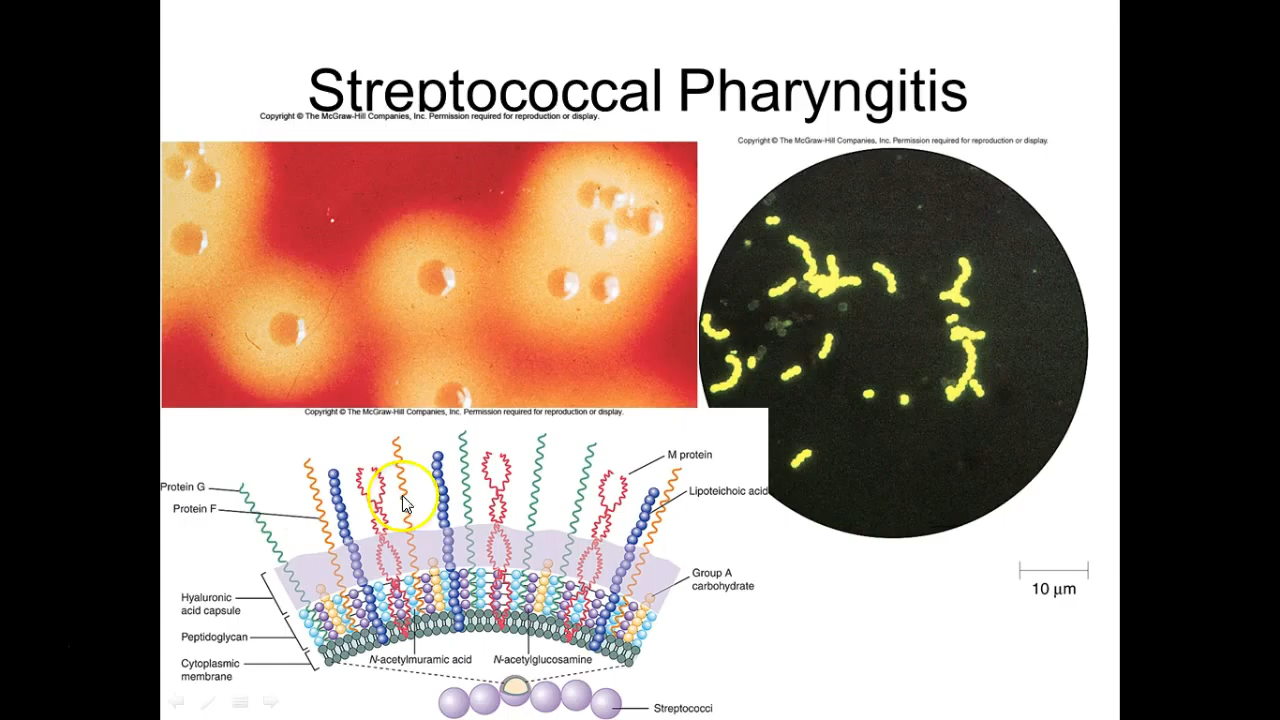 Streptococcal Pharyngitis
Copyright © The McGraw-Hill Companies, Inc. Permission required for reproduction or display.
Copyright © The McGraw-Hill Companies, Inc. Permission required for reproduction or display.
10 µm
Copyright © The McGraw-Hill Companies, Inc. Permission required for reproduction or display.
M protein
Protein G
Lipoteichoic acid
Protein F
Group A
carbohydrate
Hyaluronic
acid capsule
Peptidoglycan
Cytoplasmic
membrane
N-acetylmuramic acid
N-acetylglucosamine
Streptococci